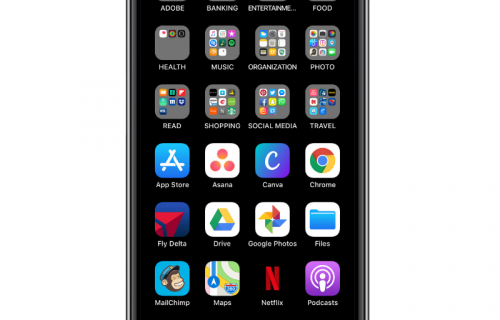 ADOBE
BANKING
ENTERTAINME...
FOOD
HEALTH
MUSIC
ORGANIZATION
PHOTO
READ
SHOPPING
SOCIAL MEDIA
TRAVEL
App Store
Asana
Canva
Chrome
Fly Delta
Drive
Google Photos
Files
MailChimp
Maps
Netflix
Podcasts